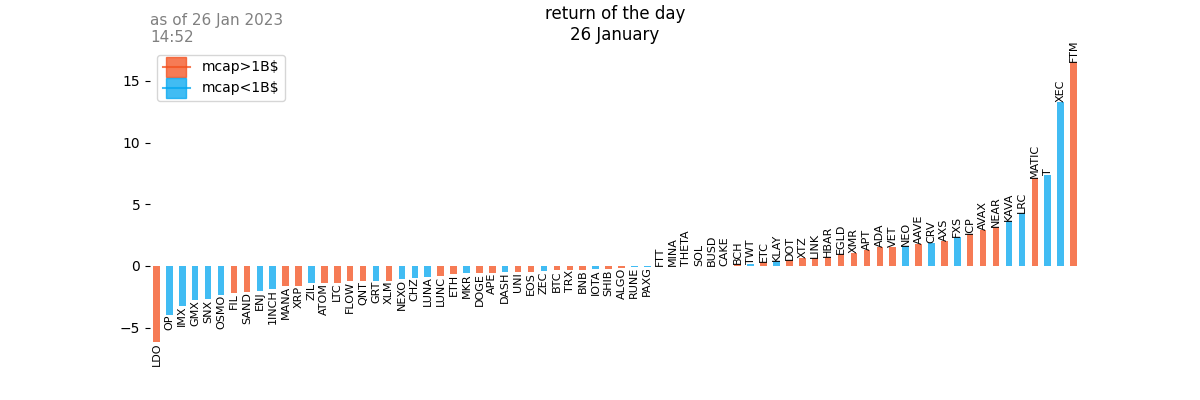 as of 26 Jan 2023
14:52
return of the day
26 January
mcap>1B$
mcap<1B$
15
10
5
0
−5
LDO
OP
IMX
GMX
SNX
OSMO
FIL
SAND
ENJ
1INCH
MANA
XRP
ZIL
ATOM
LTC
FLOW
QNT
GRT
XLM
NEXO
CHZ
LUNA
LUNC
ETH
MKR
DOGE
APE
DASH
UNI
EOS
ZEC
BTC
TRX
BNB
IOTA
SHIB
ALGO
RUNE
PAXG
FTT
MINA
THETA
SOL
BUSD
CAKE
BCH
TWT
ETC
KLAY
DOT
XTZ
LINK
HBAR
EGLD
XMR
APT
ADA
VET
NEO
AAVE
CRV
AXS
FXS
ICP
AVAX
NEAR
KAVA
LRC
MATIC
T
XEC
FTM